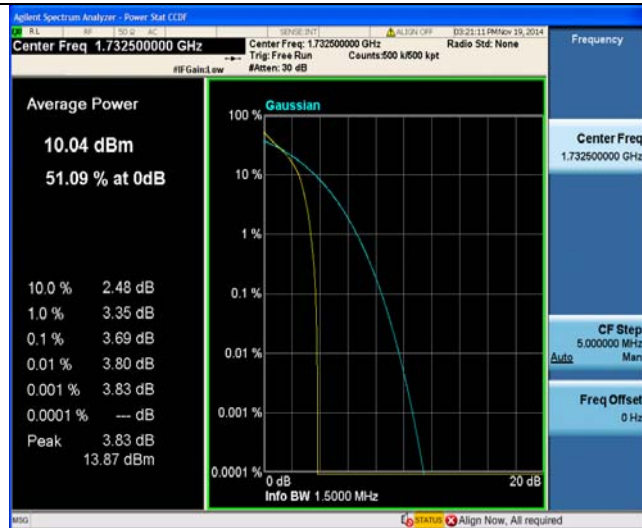 Agilent Spectrum Analyzer - Power Stat CCDF
RL RF 50 Ω AC SENSE:INT ALIGN OFF 03:21:11 PM Nov 19, 2014
Center Freq 1.732500000 GHz
Center Freq: 1.732500000 GHz Radio Std: None
Trig: Free Run Counts:500 k/500 kpt
#IFGain:Low #Atten: 30 dB
Frequency
Average Power
10.04 dBm
51.09 % at 0dB
10.0 % 2.48 dB
1.0 % 3.35 dB
0.1 % 3.69 dB
0.01 % 3.80 dB
0.001 % 3.83 dB
0.0001 % --- dB
Peak 3.83 dB
13.87 dBm
Gaussian
100 %
10 %
1 %
0.1 %
0.01 %
0.001 %
0.0001 %
0 dB 20 dB
Info BW 1.5000 MHz
Center Freq
1.732500000 GHz
CF Step
5.000000 MHz
Auto Man
Freq Offset
0 Hz
MSG STATUS Align Now, All required